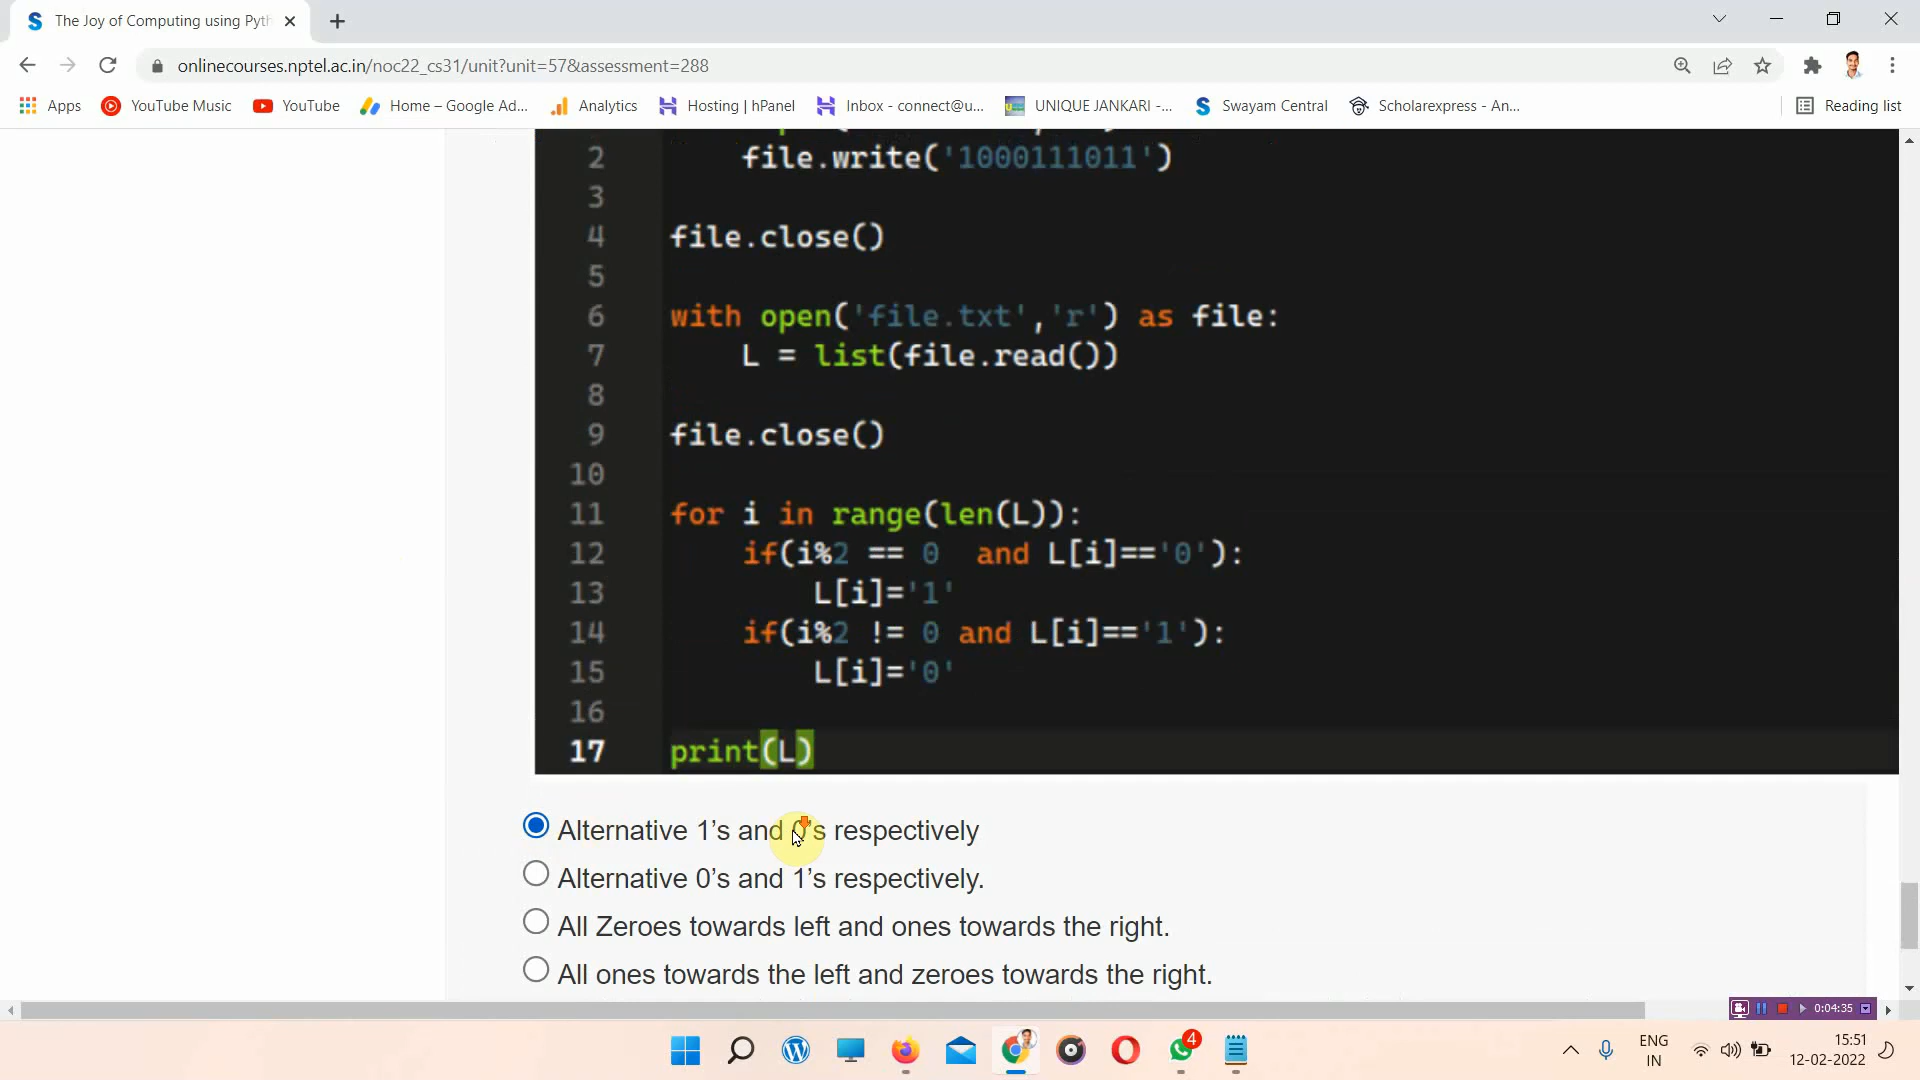 The Joy of Computing using Pyth
onlinecourses.nptel.ac.in/noc22_cs31/unit?unit=57&assessment=288
Apps YouTube Music YouTube Home – Google Ad... Analytics Hosting | hPanel Inbox - connect@u... UNIQUE JANKARI -... Swayam Central Scholarexpress - An... Reading list
2 file.write('1000111011')
3
4 file.close()
5
6 with open('file.txt','r') as file:
7 L = list(file.read())
8
9 file.close()
10
11 for i in range(len(L)):
12 if(i%2 == 0 and L[i]=='0'):
13 L[i]='1'
14 if(i%2 != 0 and L[i]=='1'):
15 L[i]='0'
16
17 print(L)
Alternative 1’s and 0’s respectively
Alternative 0’s and 1’s respectively.
All Zeroes towards left and ones towards the right.
All ones towards the left and zeroes towards the right.
0:04:35
4
ENG
IN
15:51
12-02-2022